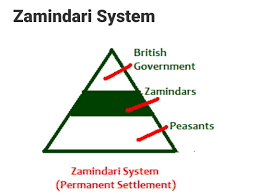 Zamindari System
British
Government
Zamindars
Peasants
Zamindari System
(Permanent Settlement)